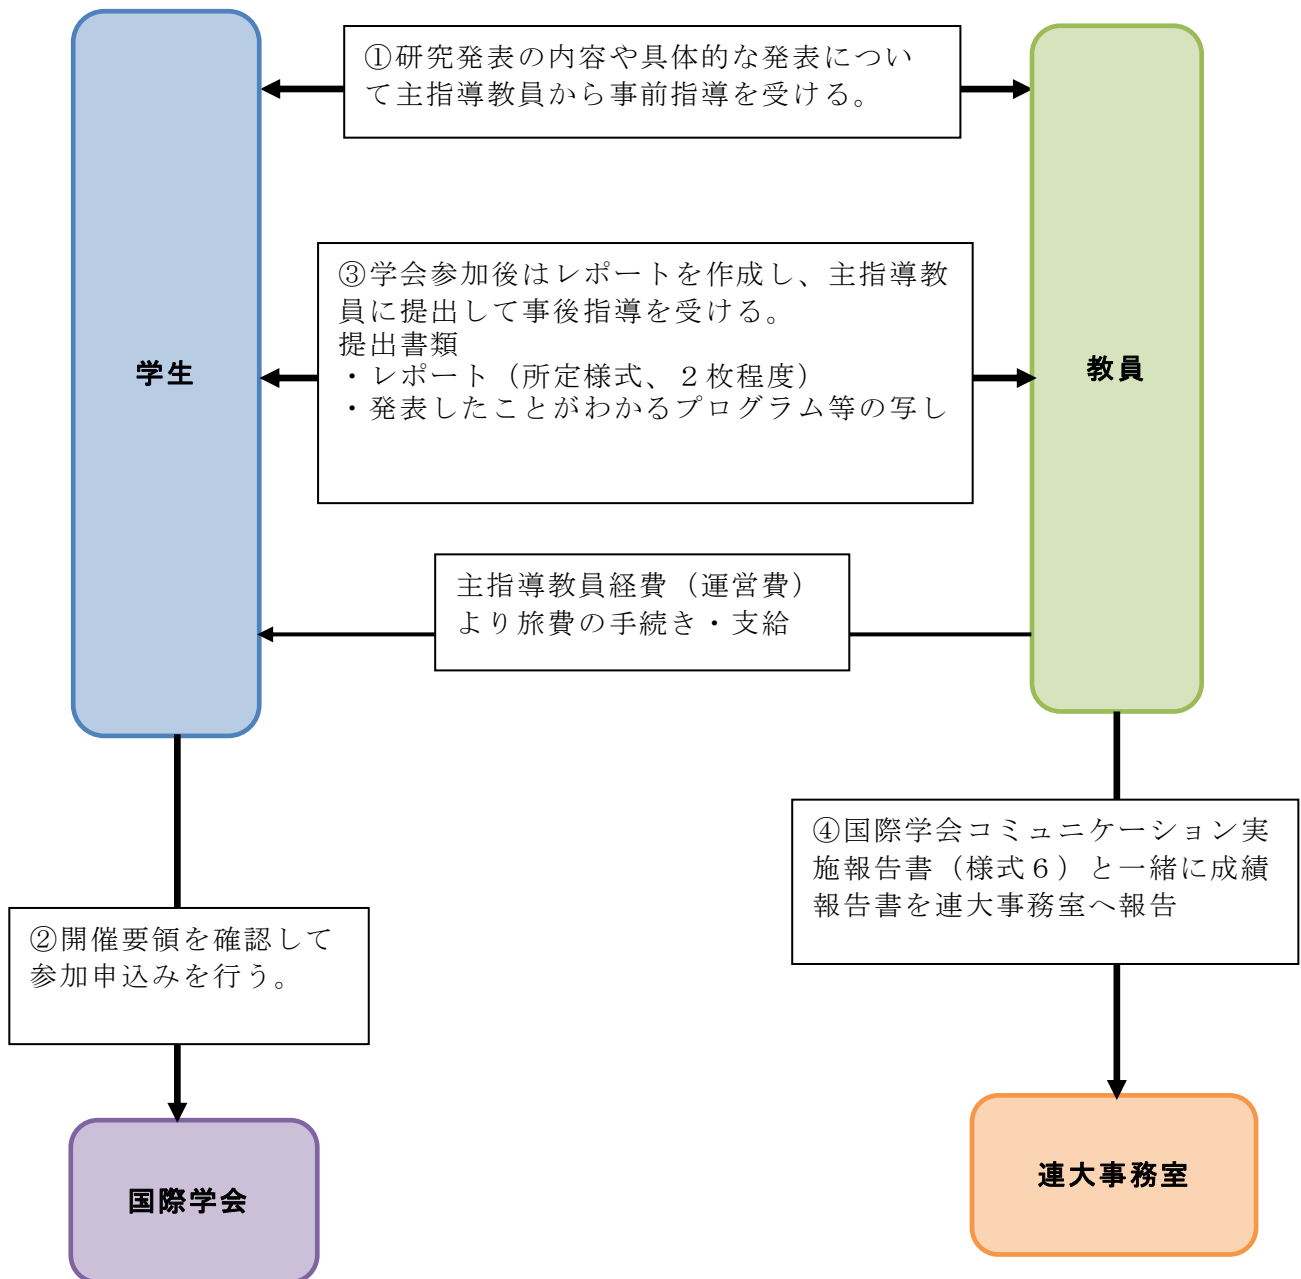 ①研究発表の内容や具体的な発表につい
て主指導教員から事前指導を受ける。
③学会参加後はレポートを作成し、主指導教
員に提出して事後指導を受ける。
提出書類
・レポート（所定様式、２枚程度）
・発表したことがわかるプログラム等の写し
学生
教員
主指導教員経費（運営費）
より旅費の手続き・支給
④国際学会コミュニケーション実
施報告書（様式６）と一緒に成績
報告書を連大事務室へ報告
②開催要領を確認して
参加申込みを行う。
国際学会
連大事務室